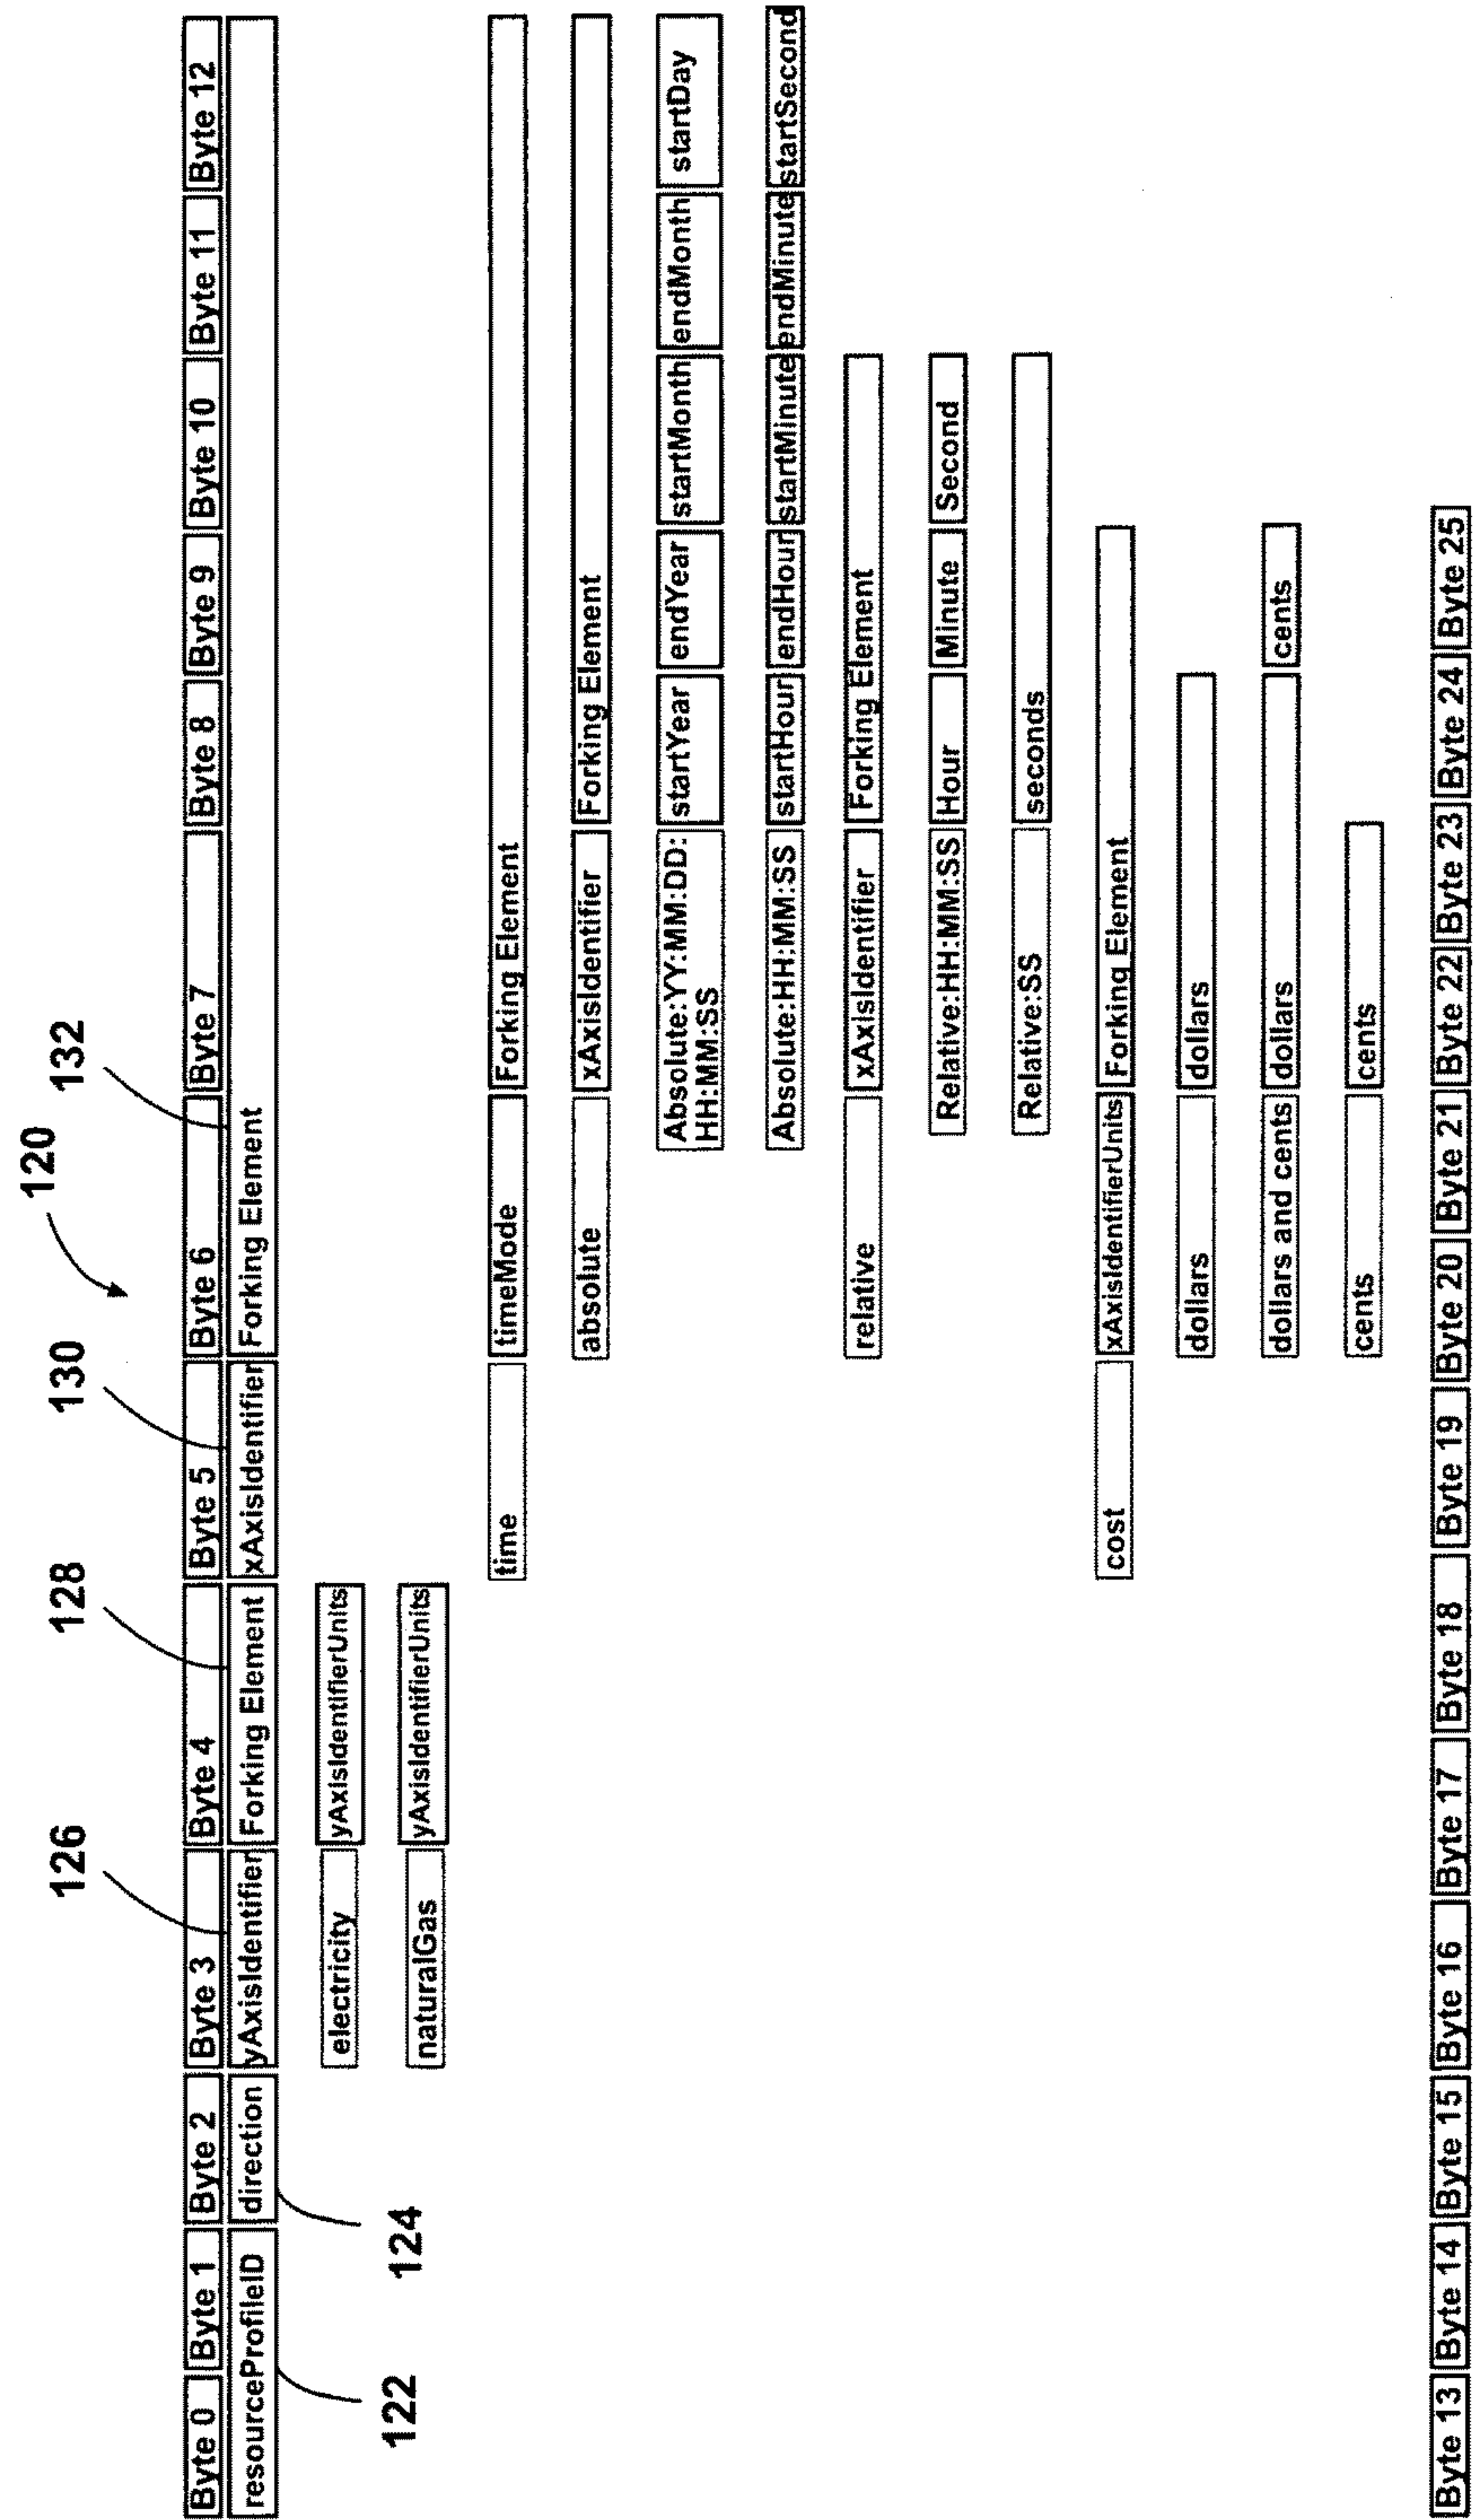 120
126 128 130 132
Byte 0 Byte 1 Byte 2 Byte 3 Byte 4 Byte 5 Byte 6 Byte 7 Byte 8 Byte 9 Byte 10 Byte 11 Byte 12
resourceProfileID direction yAxisIdentifier Forking Element xAxisIdentifier Forking Element
122 124
electricity yAxisIdentifierUnits
naturalGas yAxisIdentifierUnits
time timeMode Forking Element
absolute xAxisIdentifier Forking Element
Absolute:YY:MM:DD: startYear endYear startMonth endMonth startDay
HH:MM:SS
Absolute:HH:MM:SS startHour endHour startMinute endMinute startSecond
relative xAxisIdentifier Forking Element
Relative:HH:MM:SS Hour Minute Second
Relative:SS seconds
cost xAxisIdentifierUnits Forking Element
dollars dollars
dollars and cents dollars cents
cents cents
Byte 13 Byte 14 Byte 15 Byte 16 Byte 17 Byte 18 Byte 19 Byte 20 Byte 21 Byte 22 Byte 23 Byte 24 Byte 25